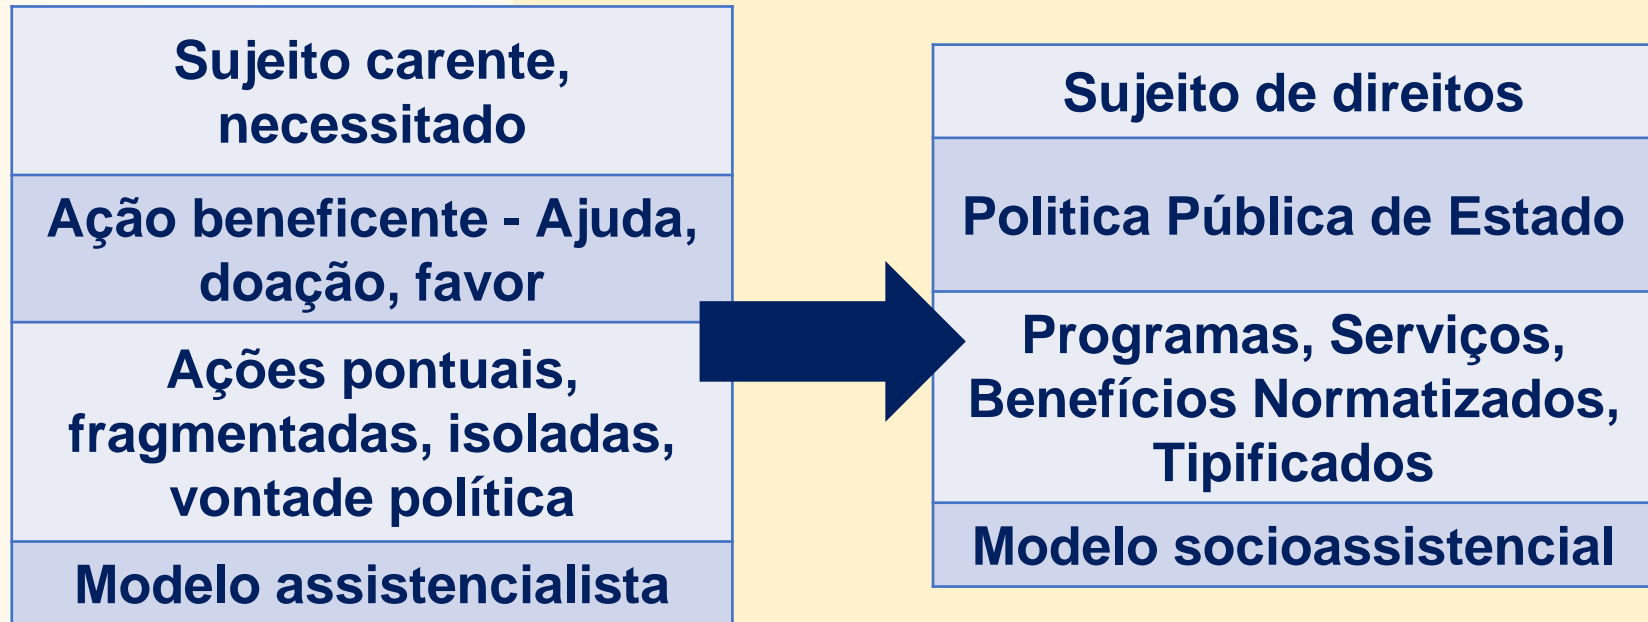 Sujeito carente,
necessitado
Ação beneficente - Ajuda,
doação, favor
Ações pontuais,
fragmentadas, isoladas,
vontade política
Modelo assistencialista
Sujeito de direitos
Politica Pública de Estado
Programas, Serviços,
Benefícios Normatizados,
Tipificados
Modelo socioassistencial